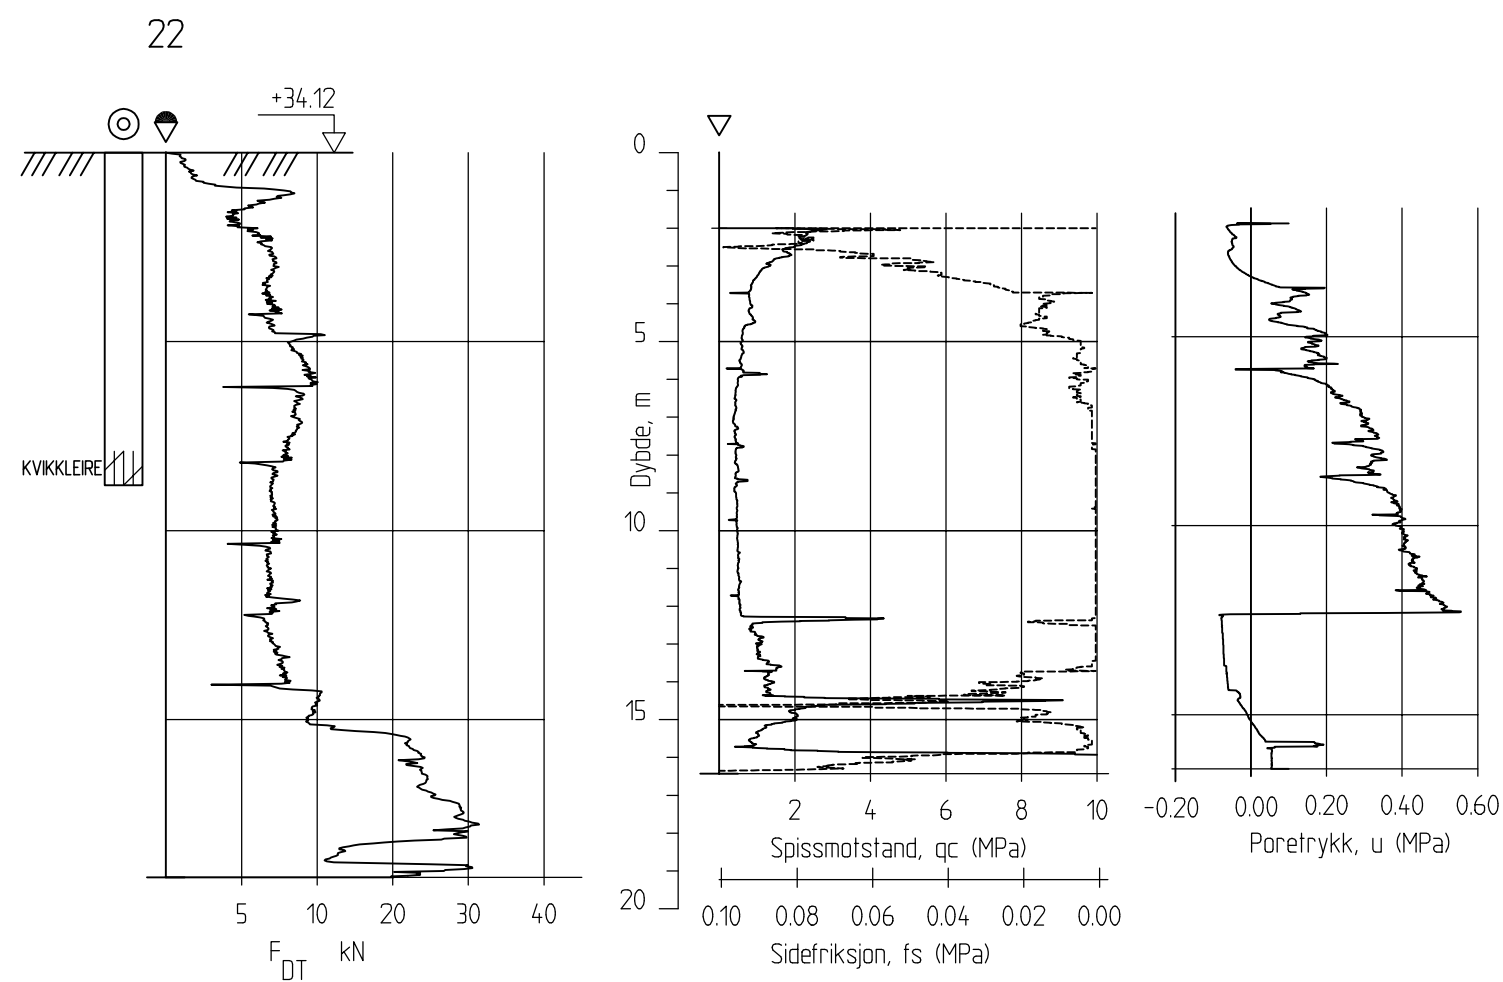 22
+34.12
KVIKKLEIRE
5 10 20 30 40
F DT kN
0
5
10
15
20
Dybde, m
2 4 6 8 10
Spissmotstand, qc (MPa)
0.10 0.08 0.06 0.04 0.02 0.00
Sidefriksjon, fs (MPa)
-0.20 0.00 0.20 0.40 0.60
Poretrykk, u (MPa)